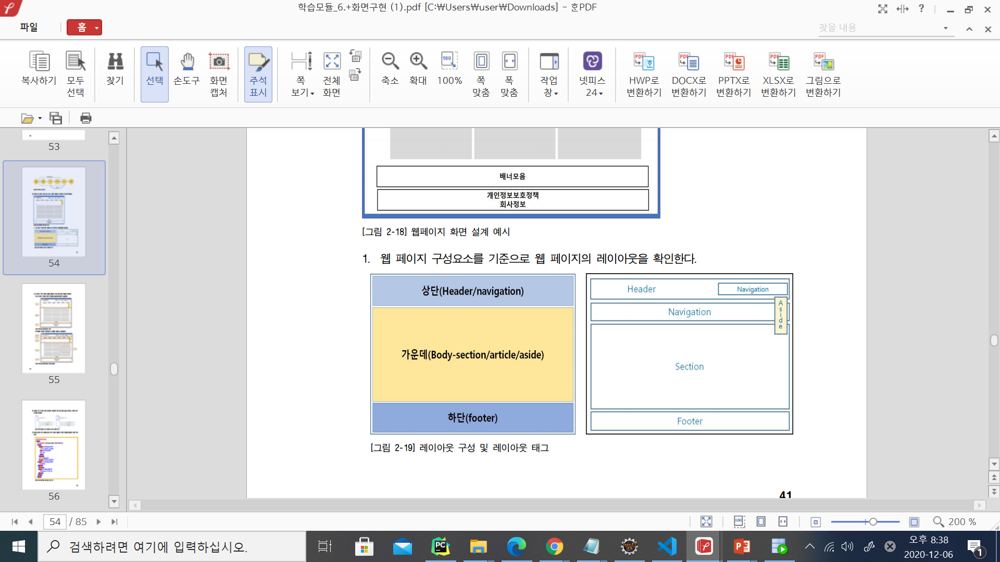 학습모듈_6.+화면구현 (1).pdf [C:₩Users₩user₩Downloads] - 훈PDF
파일
홈
찾을 내용
복사하기
모두
선택
찾기
선택
손도구
화면
캡처
주석
표시
쪽
보기
전체
화면
축소
확대
100%
쪽
맞춤
폭
맞춤
작업
창
넷피스
24
HWP로
변환하기
DOCX로
변환하기
PPTX로
변환하기
XLSX로
변환하기
그림으로
변환하기
53
54
55
56
배너모음
개인정보보호정책
회사정보
[그림 2-18] 웹페이지 화면 설계 예시
1. 웹 페이지 구성요소를 기준으로 웹 페이지의 레이아웃을 확인한다.
상단(Header/navigation)
가운데(Body-section/article/aside)
하단(footer)
Header
Navigation
Navigation
Aside
Section
Footer
[그림 2-19] 레이아웃 구성 및 레이아웃 태그
41
54 / 85
200 %
검색하려면 여기에 입력하십시오.
오후 8:38
2020-12-06
1